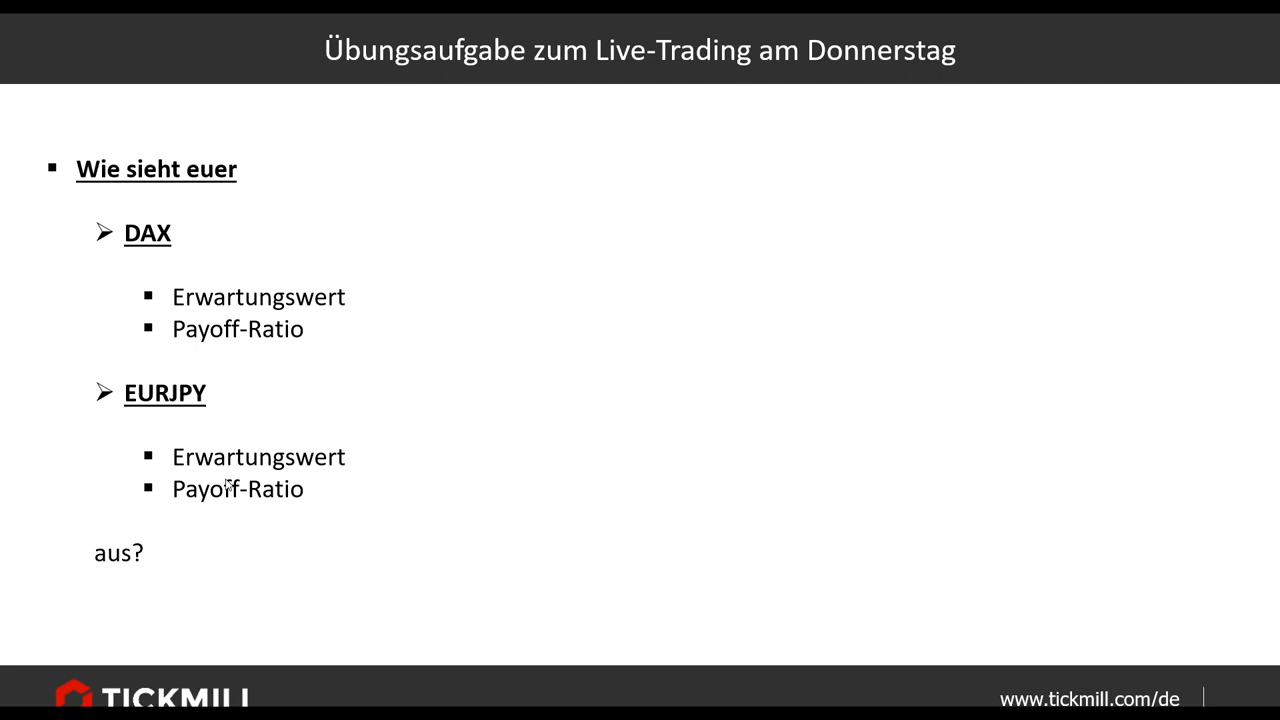 Übungsaufgabe zum Live-Trading am Donnerstag
Wie sieht euer
DAX
Erwartungswert
Payoff-Ratio
EURJPY
Erwartungswert
Payoff-Ratio
aus?
TICKMILL
www.tickmill.com/de